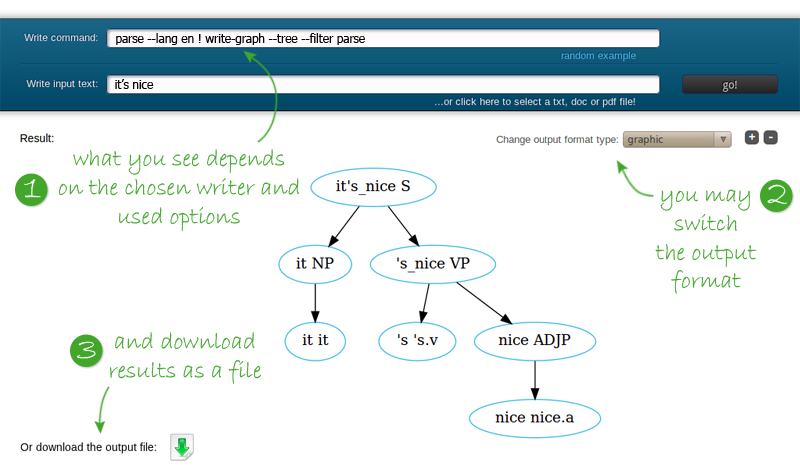 Write command: parse --lang en ! write-graph --tree --filter parse
random example
Write input text: it's nice go!
...or click here to select a txt, doc or pdf file!
Result:
Change output format type: graphic + -
1 what you see depends
on the chosen writer and
used options
you may 2
switch
the output
format
it's_nice S
it NP 's_nice VP
it it 's 's.v nice ADJP
nice nice.a
3 and download
results as a file
Or download the output file: